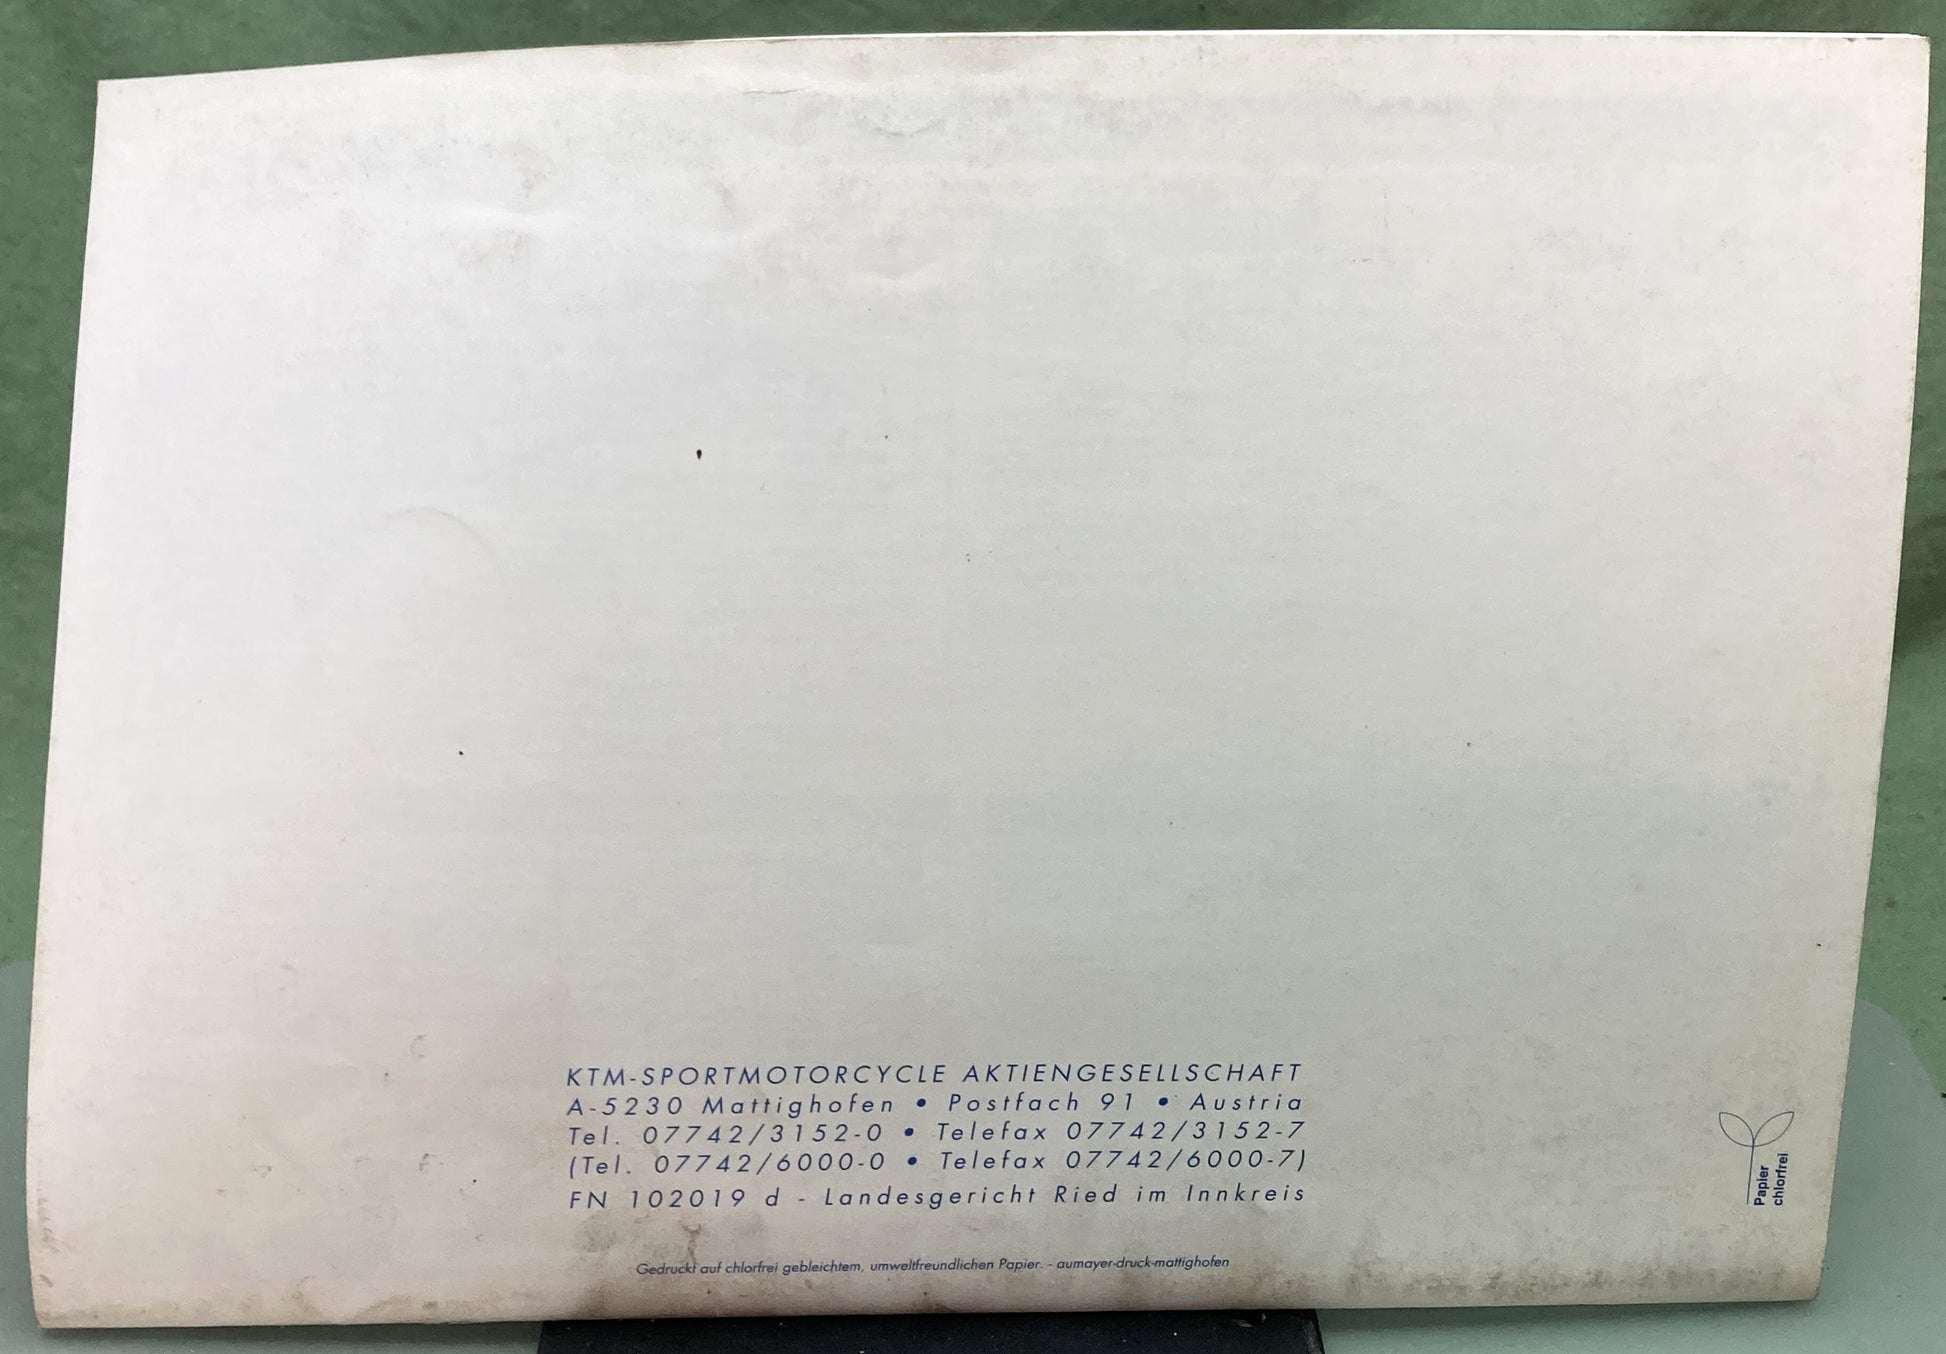 KTM-SPORTMOTORCYCLE AKTIENGESELLSCHAFT
A-5230 Mattighofen • Postfach 91 • Austria
Tel. 07742/3152-0 • Telefax 07742/3152-7
(Tel. 07742/6000-0 • Telefax 07742/6000-7)
FN 102019 d - Landesgericht Ried im Innkreis
Gedruckt auf chlorfrei gebleichtem, umweltfreundlichen Papier. - aumayer-druck-mattighofen
Papier
chlorfrei